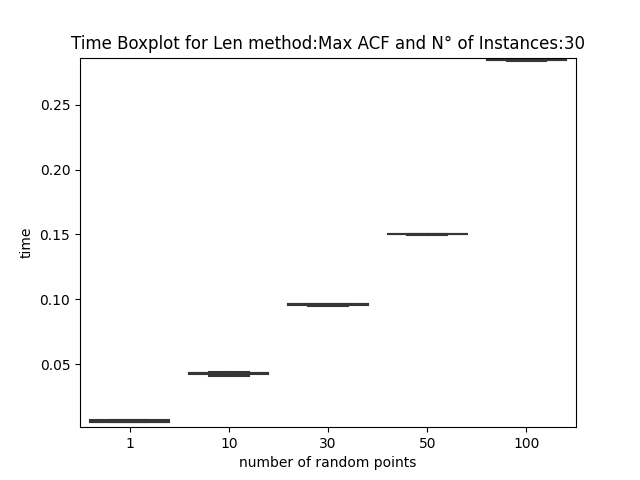 Time Boxplot for Len method:Max ACF and N° of Instances:30
0.25
0.20
0.15
0.10
0.05
time
1 10 30 50 100
number of random points